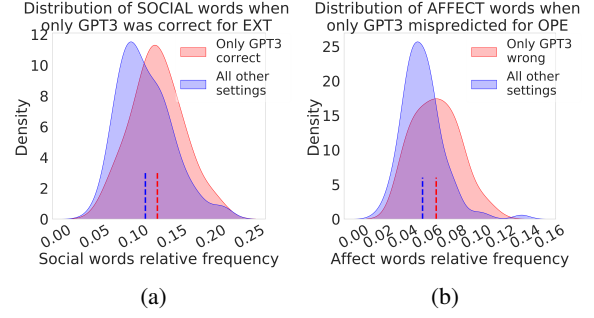 Distribution of SOCIAL words when
only GPT3 was correct for EXT
12
10
8
6
4
2
0
Density
Only GPT3
correct
All other
settings
0.00
0.05
0.10
0.15
0.20
0.25
Social words relative frequency
(a)
Distribution of AFFECT words when
only GPT3 mispredicted for OPE
25
20
15
10
5
0
Density
Only GPT3
wrong
All other
settings
0.00
0.02
0.04
0.06
0.08
0.10
0.12
0.14
0.16
Affect words relative frequency
(b)